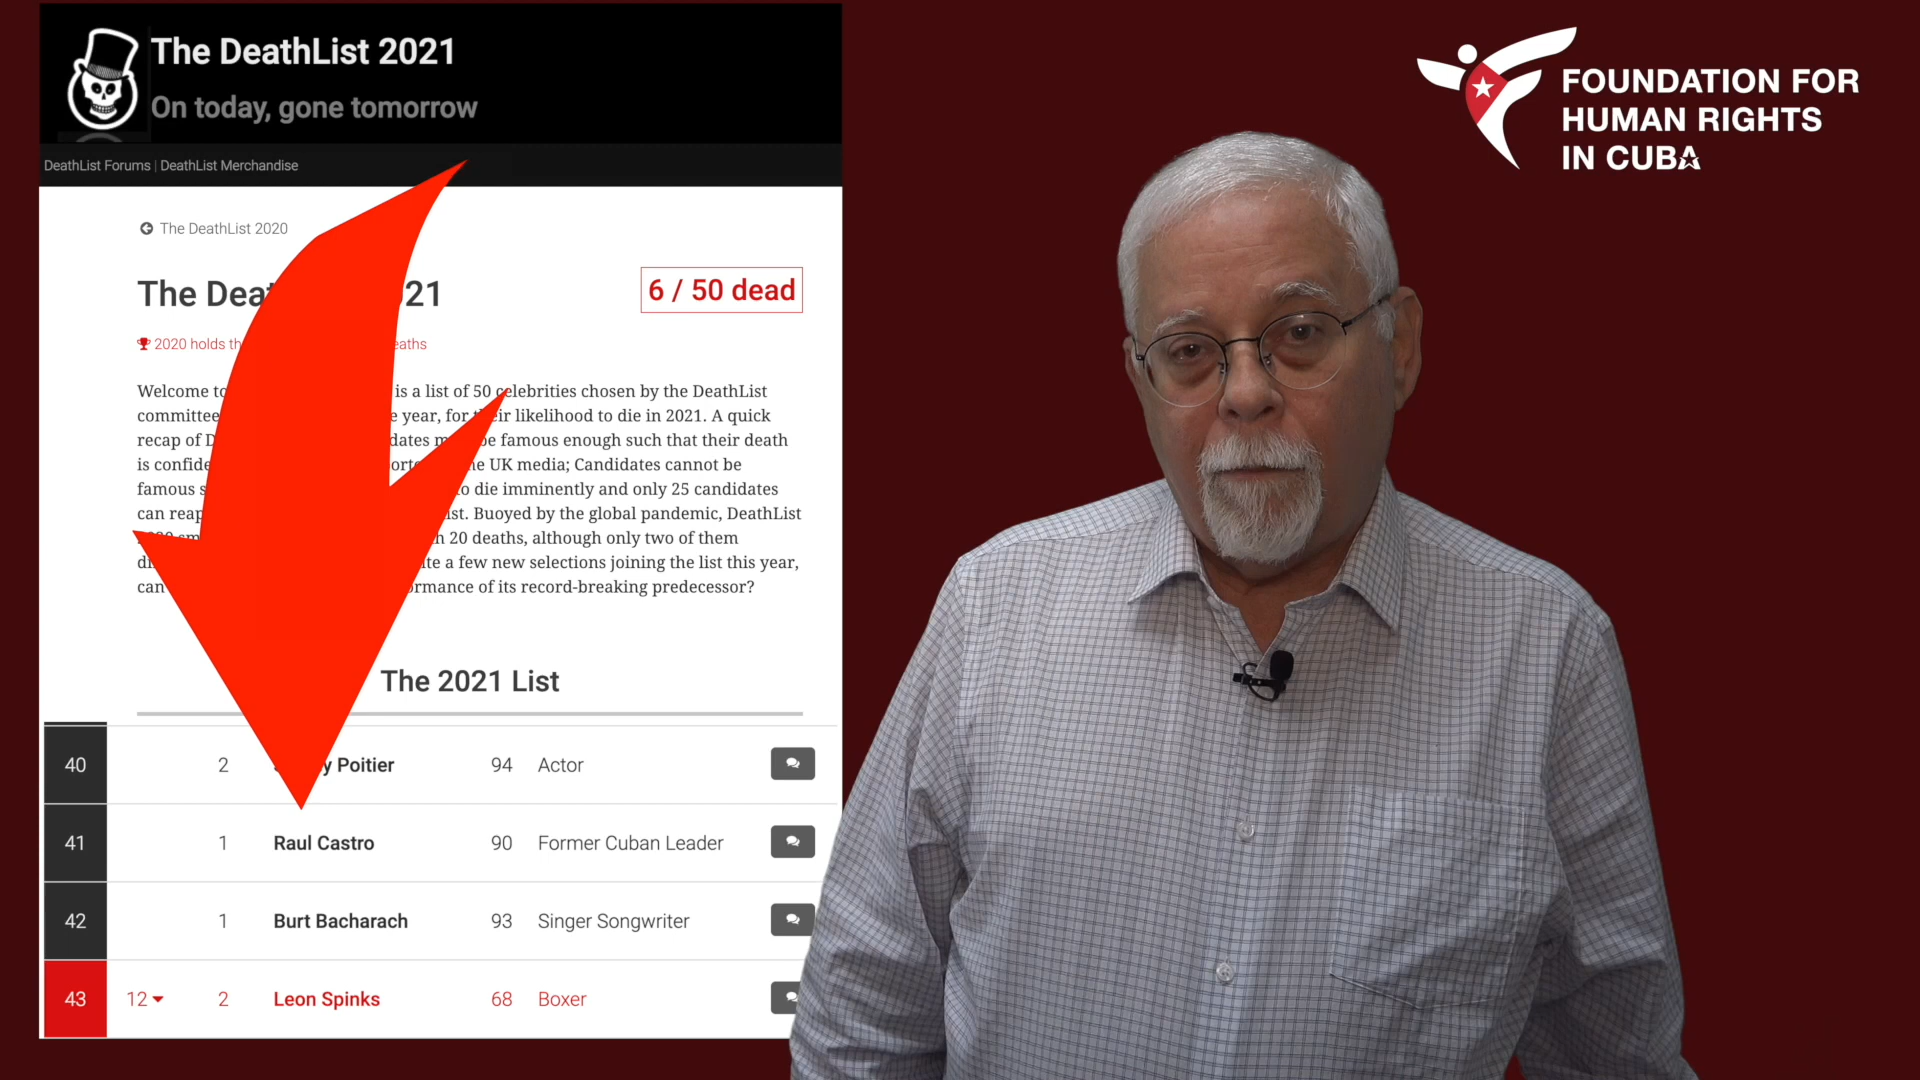 The DeathList 2021
On today, gone tomorrow
DeathList Forums | DeathList Merchandise
The DeathList 2020
The Dea 21
6 / 50 dead
2020 holds th eaths
Welcome to is a list of 50 celebrities chosen by the DeathList
committee e year, for their likelihood to die in 2021. A quick
recap of D dates m be famous enough such that their death
is confide orte e UK media; Candidates cannot be
famous s o die imminently and only 25 candidates
can reap st. Buoyed by the global pandemic, DeathList
2020 sm h 20 deaths, although only two of them
di ite a few new selections joining the list this year,
can ormance of its record-breaking predecessor?
The 2021 List
40 2 y Poitier 94 Actor
41 1 Raul Castro 90 Former Cuban Leader
42 1 Burt Bacharach 93 Singer Songwriter
43 12 2 Leon Spinks 68 Boxer
FOUNDATION FOR
HUMAN RIGHTS
IN CUBA